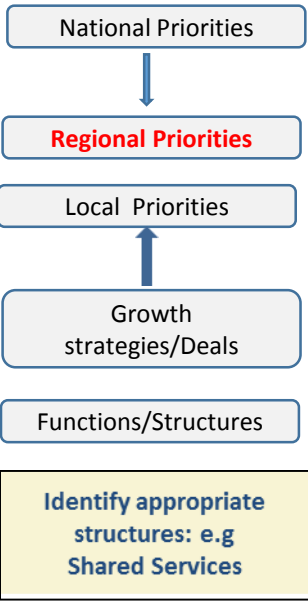 National Priorities
Regional Priorities
Local Priorities
Growth
strategies/Deals
Functions/Structures
Identify appropriate
structures: e.g
Shared Services